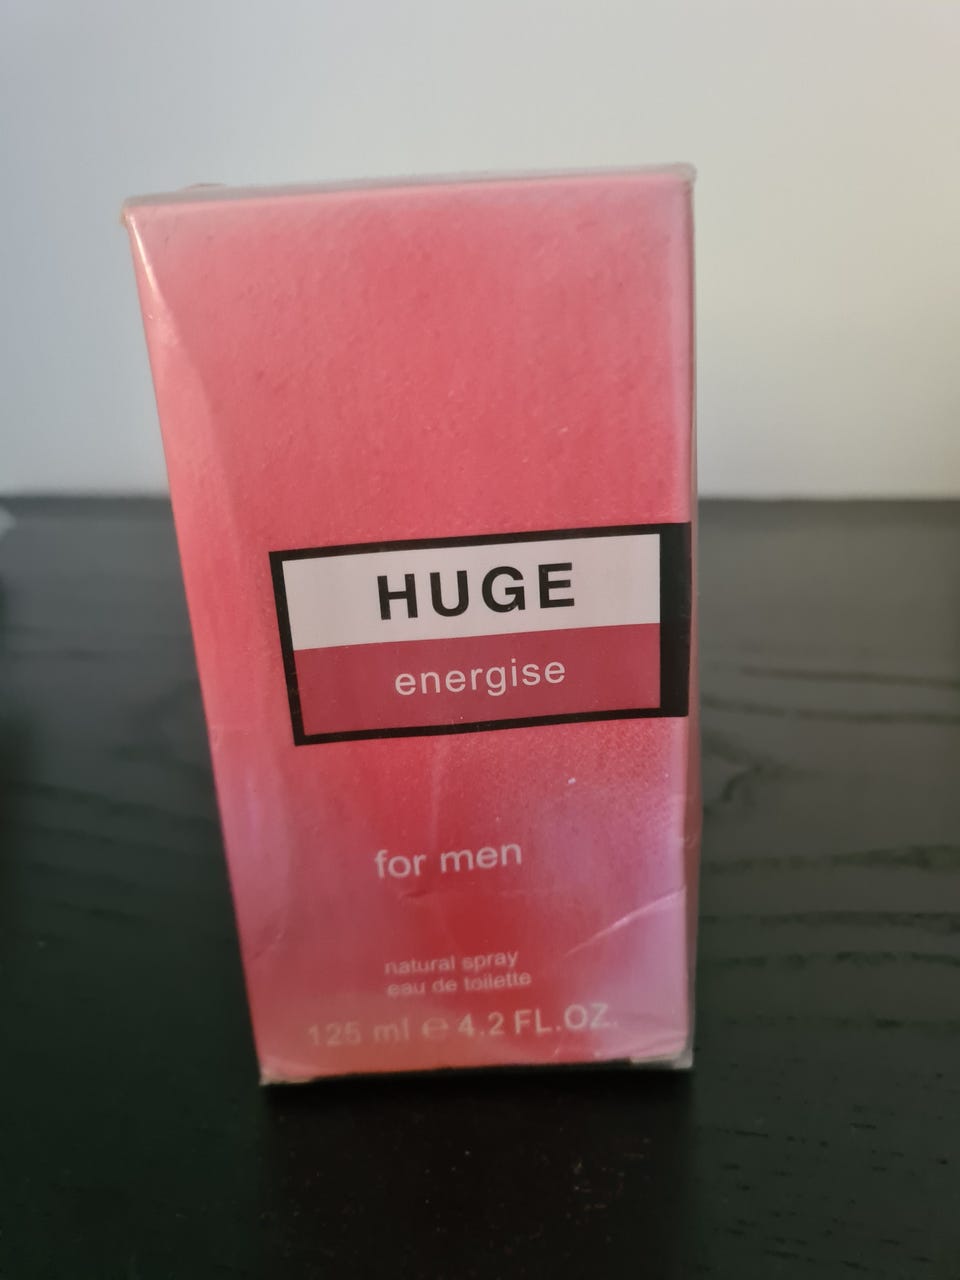 HUGE
energise
for men
natural spray
eau de toilette
125 ml ℮ 4.2 FL.OZ.